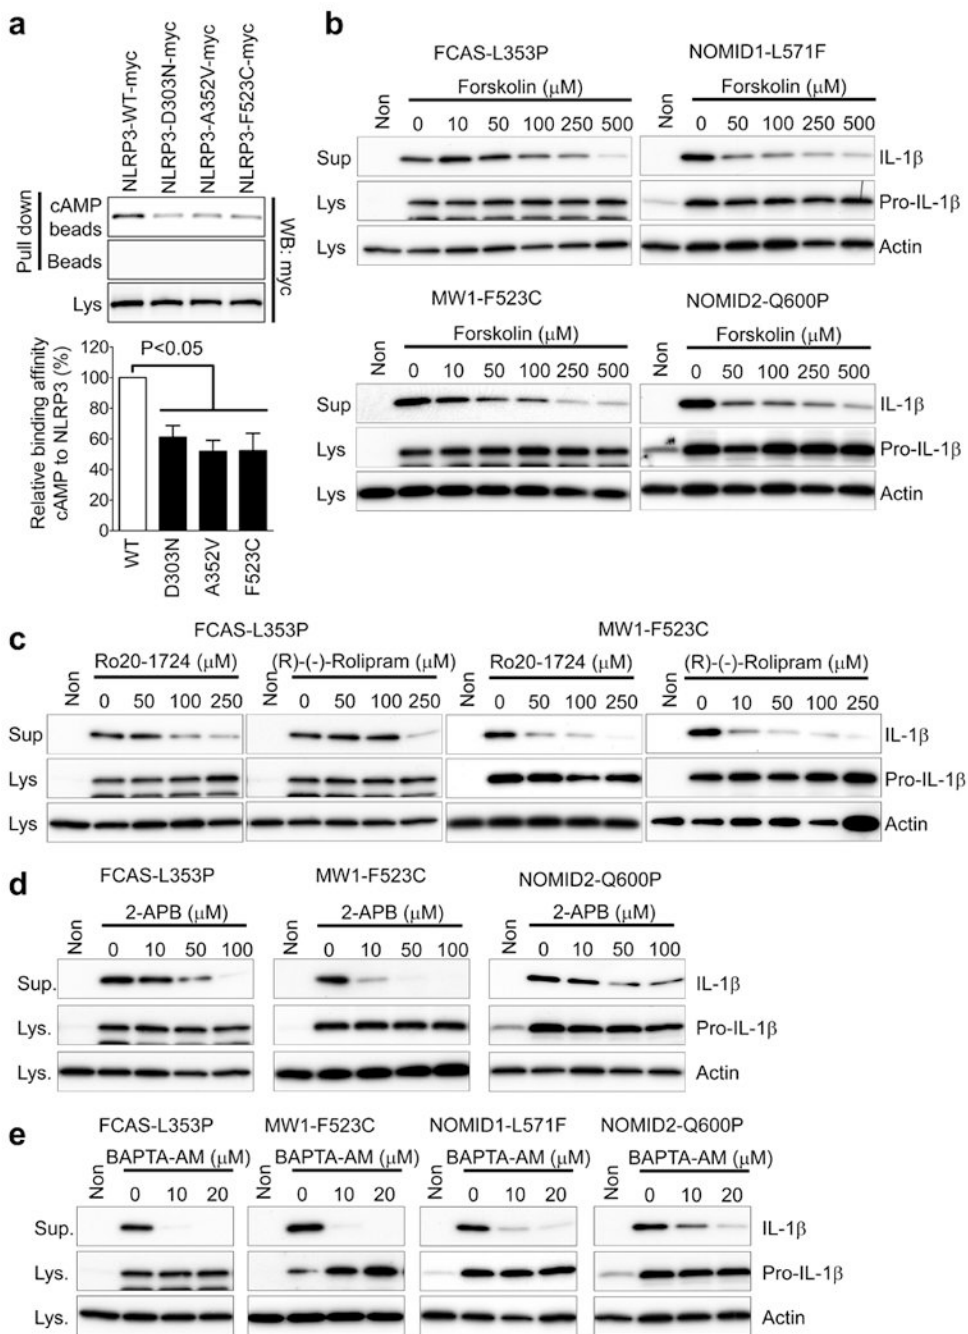 a
NLRP3-WT-myc
NLRP3-D303N-myc
NLRP3-A352V-myc
NLRP3-F523C-myc
Pull down
cAMP
beads
Beads
Lys
WB: myc
Relative binding affinity
cAMP to NLRP3 (%)
120
100
80
60
40
20
0
P<0.05
WT
D303N
A352V
F523C
b
FCAS-L353P
NOMID1-L571F
Forskolin (μM)
Forskolin (μM)
Non
0 10 50 100 250 500
Non
0 50 100 250 500
Sup
IL-1β
Lys
Pro-IL-1β
Lys
Actin
MW1-F523C
NOMID2-Q600P
Forskolin (μM)
Forskolin (μM)
Non
0 10 50 100 250 500
Non
0 50 100 250 500
Sup
IL-1β
Lys
Pro-IL-1β
Lys
Actin
c
FCAS-L353P
MW1-F523C
Ro20-1724 (μM)
(R)-(-)-Rolipram (μM)
Ro20-1724 (μM)
(R)-(-)-Rolipram (μM)
Non
0 50 100 250
Non
0 50 100 250
Non
0 50 100 250
Non
0 10 50 100 250
Sup
IL-1β
Lys
Pro-IL-1β
Lys
Actin
d
FCAS-L353P
MW1-F523C
NOMID2-Q600P
2-APB (μM)
2-APB (μM)
2-APB (μM)
Non
0 10 50 100
Non
0 10 50 100
Non
0 10 50 100
Sup.
IL-1β
Lys.
Pro-IL-1β
Lys.
Actin
e
FCAS-L353P
MW1-F523C
NOMID1-L571F
NOMID2-Q600P
BAPTA-AM (μM)
BAPTA-AM (μM)
BAPTA-AM (μM)
BAPTA-AM (μM)
Non
0 10 20
Non
0 10 20
Non
0 10 20
Non
0 10 20
Sup.
IL-1β
Lys.
Pro-IL-1β
Lys.
Actin